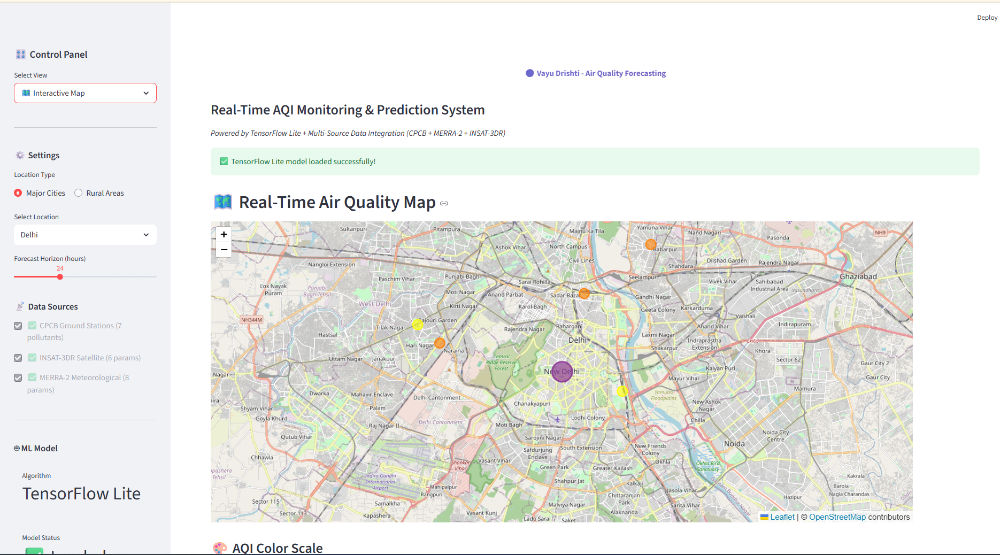 Deploy
Control Panel
Select View
Interactive Map
Settings
Location Type
Major Cities
Rural Areas
Select Location
Delhi
Forecast Horizon (hours)
24
Data Sources
CPCB Ground Stations (7
pollutants)
INSAT-3DR Satellite (6 params)
MERRA-2 Meteorological (8
params)
ML Model
Algorithm
TensorFlow Lite
Model Status
Vayu Drishti - Air Quality Forecasting
Real-Time AQI Monitoring & Prediction System
Powered by TensorFlow Lite + Multi-Source Data Integration (CPCB + MERRA-2 + INSAT-3DR)
TensorFlow Lite model loaded successfully!
Real-Time Air Quality Map
+
−
Sultanpuri
Pitampura
Majnu Ka Tila
Yamuna Vihar
Nand Nagari
Pasonda
NH9
Ashok Vihar
North Campus
Babarpur
Civil Lines
Shahdara
Dilshad Garden
Rajendra Nagar
Nangloi Extension
Paschim Vihar
Punjabi Bagh
Sarai Rohilla
Seelampur
Vivek Vihar
Sahibabad
Industrial Area
Vasundhara
Ghaziabad
Lok Nayak
Puram
Punjabi
Bagh Tehsil
Moti Nagar
Anand Parbat
Sadar Baza
Gandhi Nagar
West Delhi
Kirti Nagar
Karol Bagh
Geeta Colony
Karkarduma
Vaishali
NH344M
Rajouri Garden
Tilak Nagar
Rajendra Nagar
Paharganj
Anand Vihar
Indirapuram
Hastsal
Delhi
Laxmi Nagar
Indraprastha
Extension
Exit 3
Hari Nagar
Naraina
Shakarpur
Khora
Uttam Nagar
Janakpuri
Central
Ridge Reserve
Forest
Sector 62
Gaur City 2
Nagar
New Delhi
Kalyan Puri
Mayur Vihar
Gaur City
Mamura
Dwarka
Mahavir Enclave
Delhi Cantonment
Yamuna
Floodplains
New Ashok
Nagar
Chanakyapuri
Shyam Vihar
Palam
Goyla Khurd
Raj Nagar II
Delhi Cantonment
Moti Bagh
Lodhi Colony
Chilla
Qutub Vihar
Sarojini Nagar
Noida City
Centre
Noida
South Extension
New Friends
Colony
Safdurjung
Enclave
Chhawla
Shankar
Vihar
Vasant Vihar
Okhla
Okhla Bird
Sanctuary
Green Park
Greater Kailash
apashera
Tehsil
Indira Gandhi
International
Airport
Kakrala
Shahpur Jat
Kalkaji
Mahipalpur
Rangpuri
Jasola Vihar
Barola
Nagla Charandas
Gautam Buddha Nagar
Chittaranjan
Park
Sector 115
Samalkha
Malviya Nagar
Sarita Vihar
Hazipur
Sector 113
Kapashera
Vasant Kunj
Lado Sarai
Saket
Alaknanda
Leaflet | © OpenStreetMap contributors
AQI Color Scale